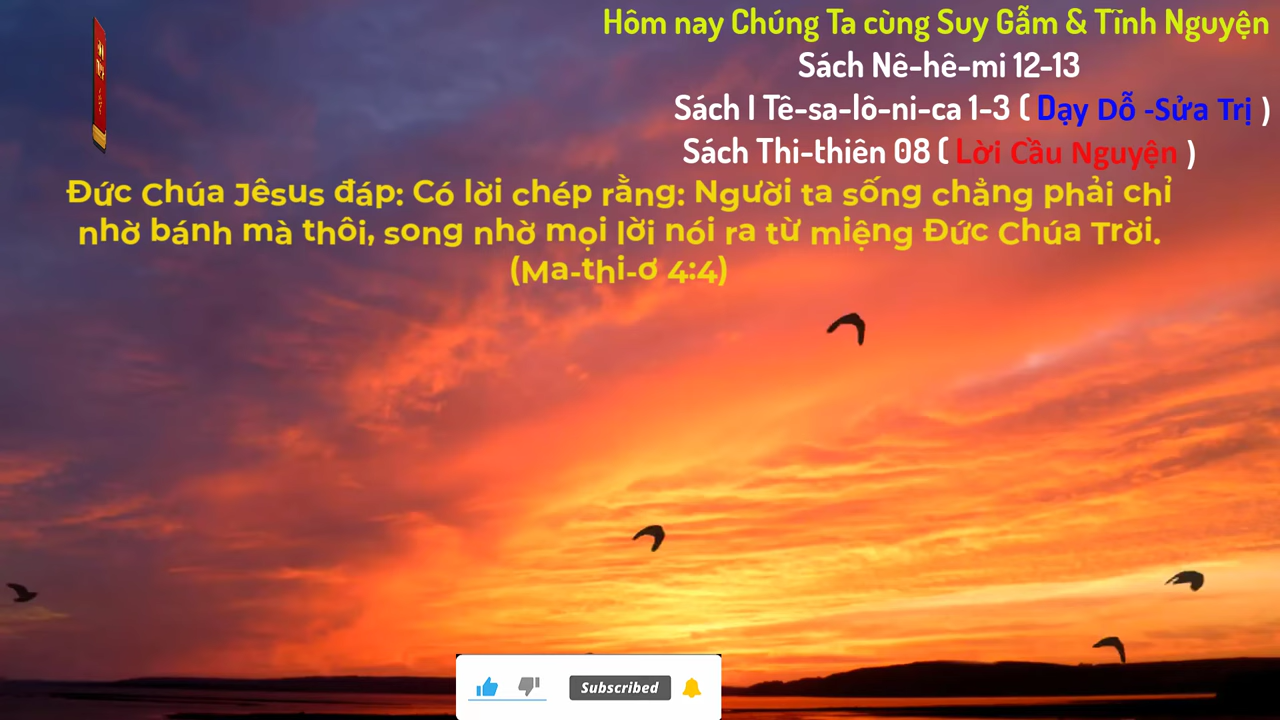 Hôm nay Chúng Ta cùng Suy Gẫm & Tĩnh Nguyện
Sách Nê-hê-mi 12-13
Sách I Tê-sa-lô-ni-ca 1-3 ( Dạy Dỗ -Sửa Trị )
Sách Thi-thiên 08 ( Lời Cầu Nguyện )
Đức Chúa Jêsus đáp: Có lời chép rằng: Người ta sống chẳng phải chỉ
nhờ bánh mà thôi, song nhờ mọi lời nói ra từ miệng Đức Chúa Trời.
(Ma-thi-ơ 4:4)
Subscribed